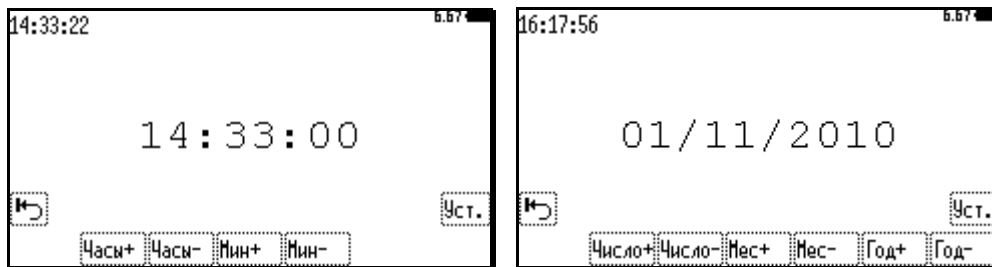 14:33:22
6.67
14:33:00
Уст.
Часы+ Часы- Мин+ Мин-
16:17:56
6.67
01/11/2010
Уст.
Число+ Число- Мес+ Мес- Год+ Год-